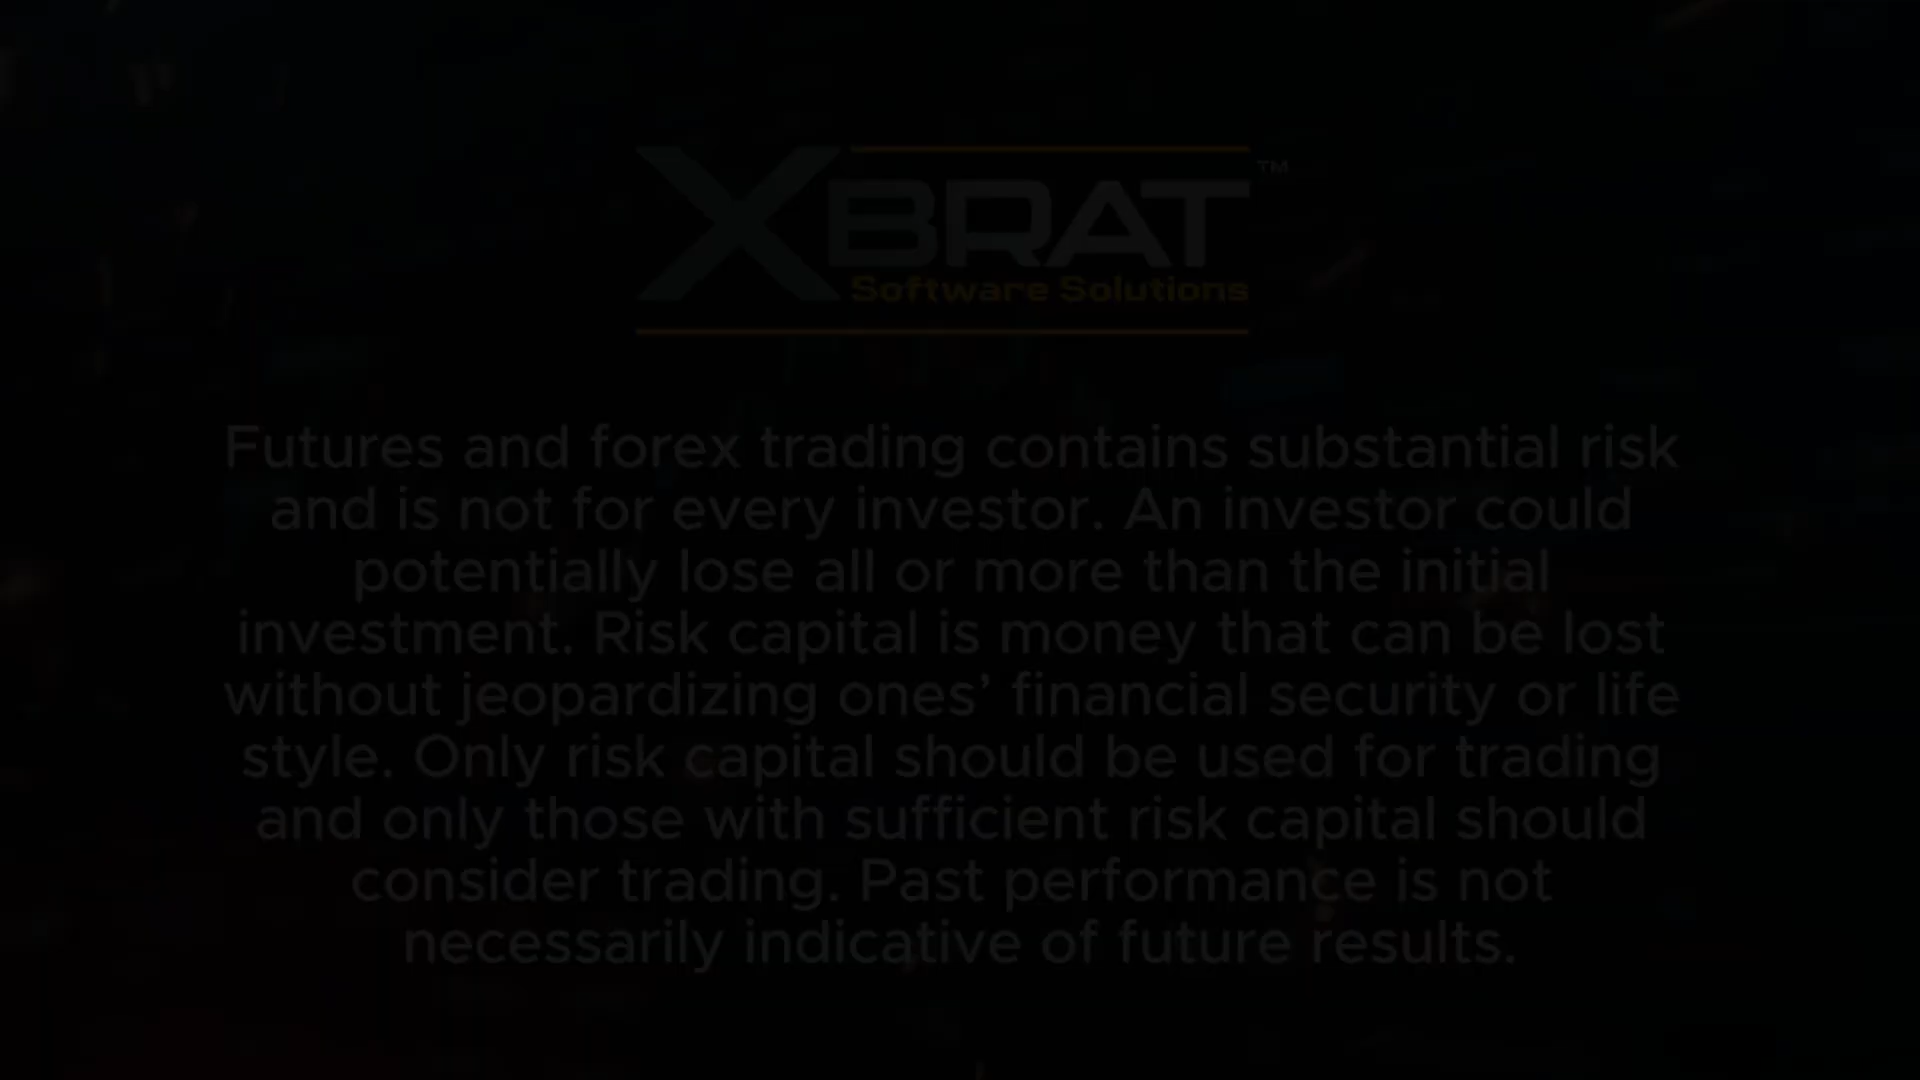 XBRAT™
Software Solutions
Futures and forex trading contains substantial risk
and is not for every investor. An investor could
potentially lose all or more than the initial
investment. Risk capital is money that can be lost
without jeopardizing ones’ financial security or life
style. Only risk capital should be used for trading
and only those with sufficient risk capital should
consider trading. Past performance is not
necessarily indicative of future results.